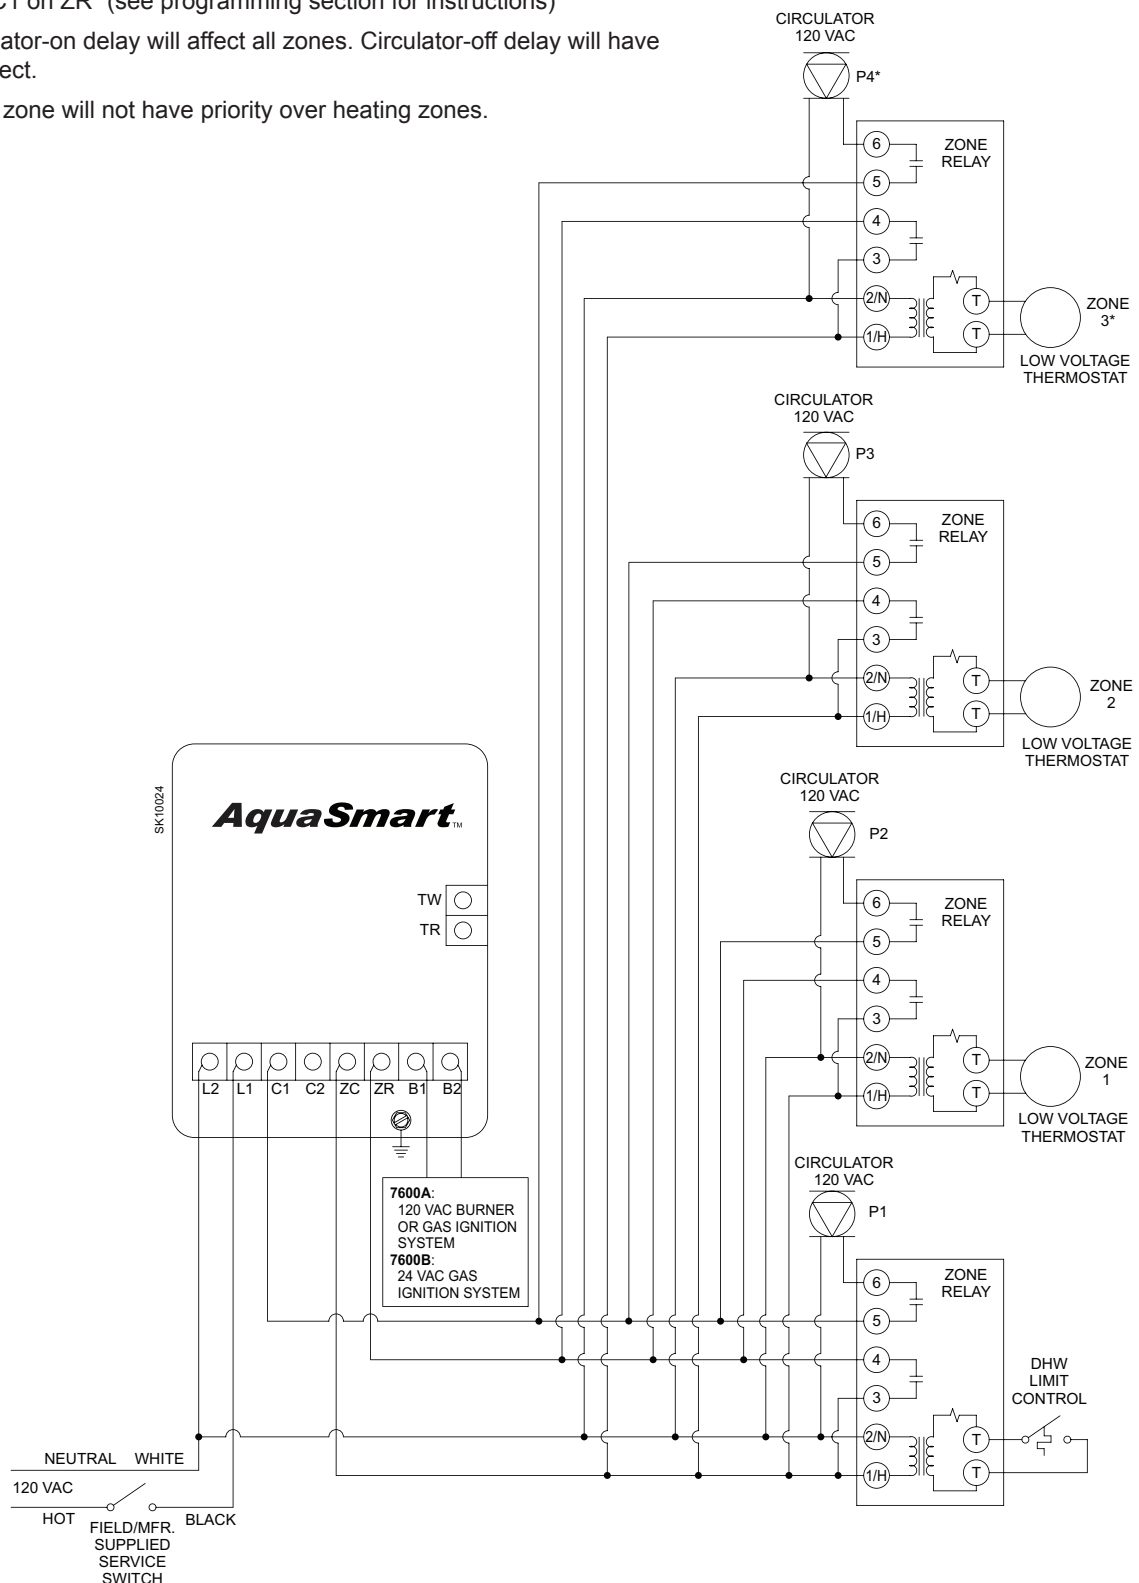 C1 on ZR" (see programming section for instructions)
ator-on delay will affect all zones. Circulator-off delay will have
ect.
zone will not have priority over heating zones.
CIRCULATOR
120 VAC
P4*
6
5
4
3
2/N
1/H
ZONE
RELAY
T
T
ZONE
3*
LOW VOLTAGE
THERMOSTAT
CIRCULATOR
120 VAC
P3
6
5
4
3
2/N
1/H
ZONE
RELAY
T
T
ZONE
2
LOW VOLTAGE
THERMOSTAT
CIRCULATOR
120 VAC
P2
6
5
4
3
2/N
1/H
ZONE
RELAY
T
T
ZONE
1
LOW VOLTAGE
THERMOSTAT
CIRCULATOR
120 VAC
P1
6
5
4
3
2/N
1/H
ZONE
RELAY
T
T
DHW
LIMIT
CONTROL
SK10024
AquaSmart™
TW
TR
L2 L1 C1 C2 ZC ZR B1 B2
7600A:
120 VAC BURNER
OR GAS IGNITION
SYSTEM
7600B:
24 VAC GAS
IGNITION SYSTEM
NEUTRAL WHITE
120 VAC
HOT
BLACK
FIELD/MFR.
SUPPLIED
SERVICE
SWITCH